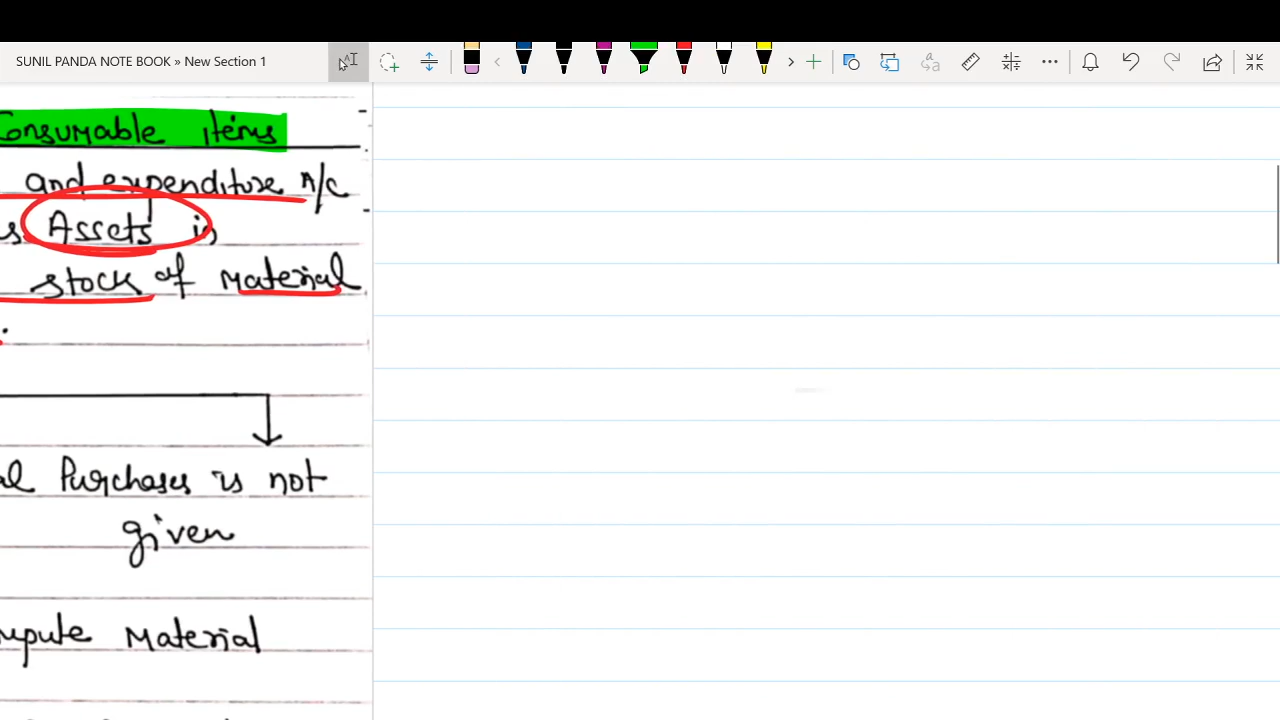 SUNIL PANDA NOTE BOOK » New Section 1
Consumable items
and expenditure A/c
s Assets is
stock of material
.
al Purchases is not
given
mpute Material